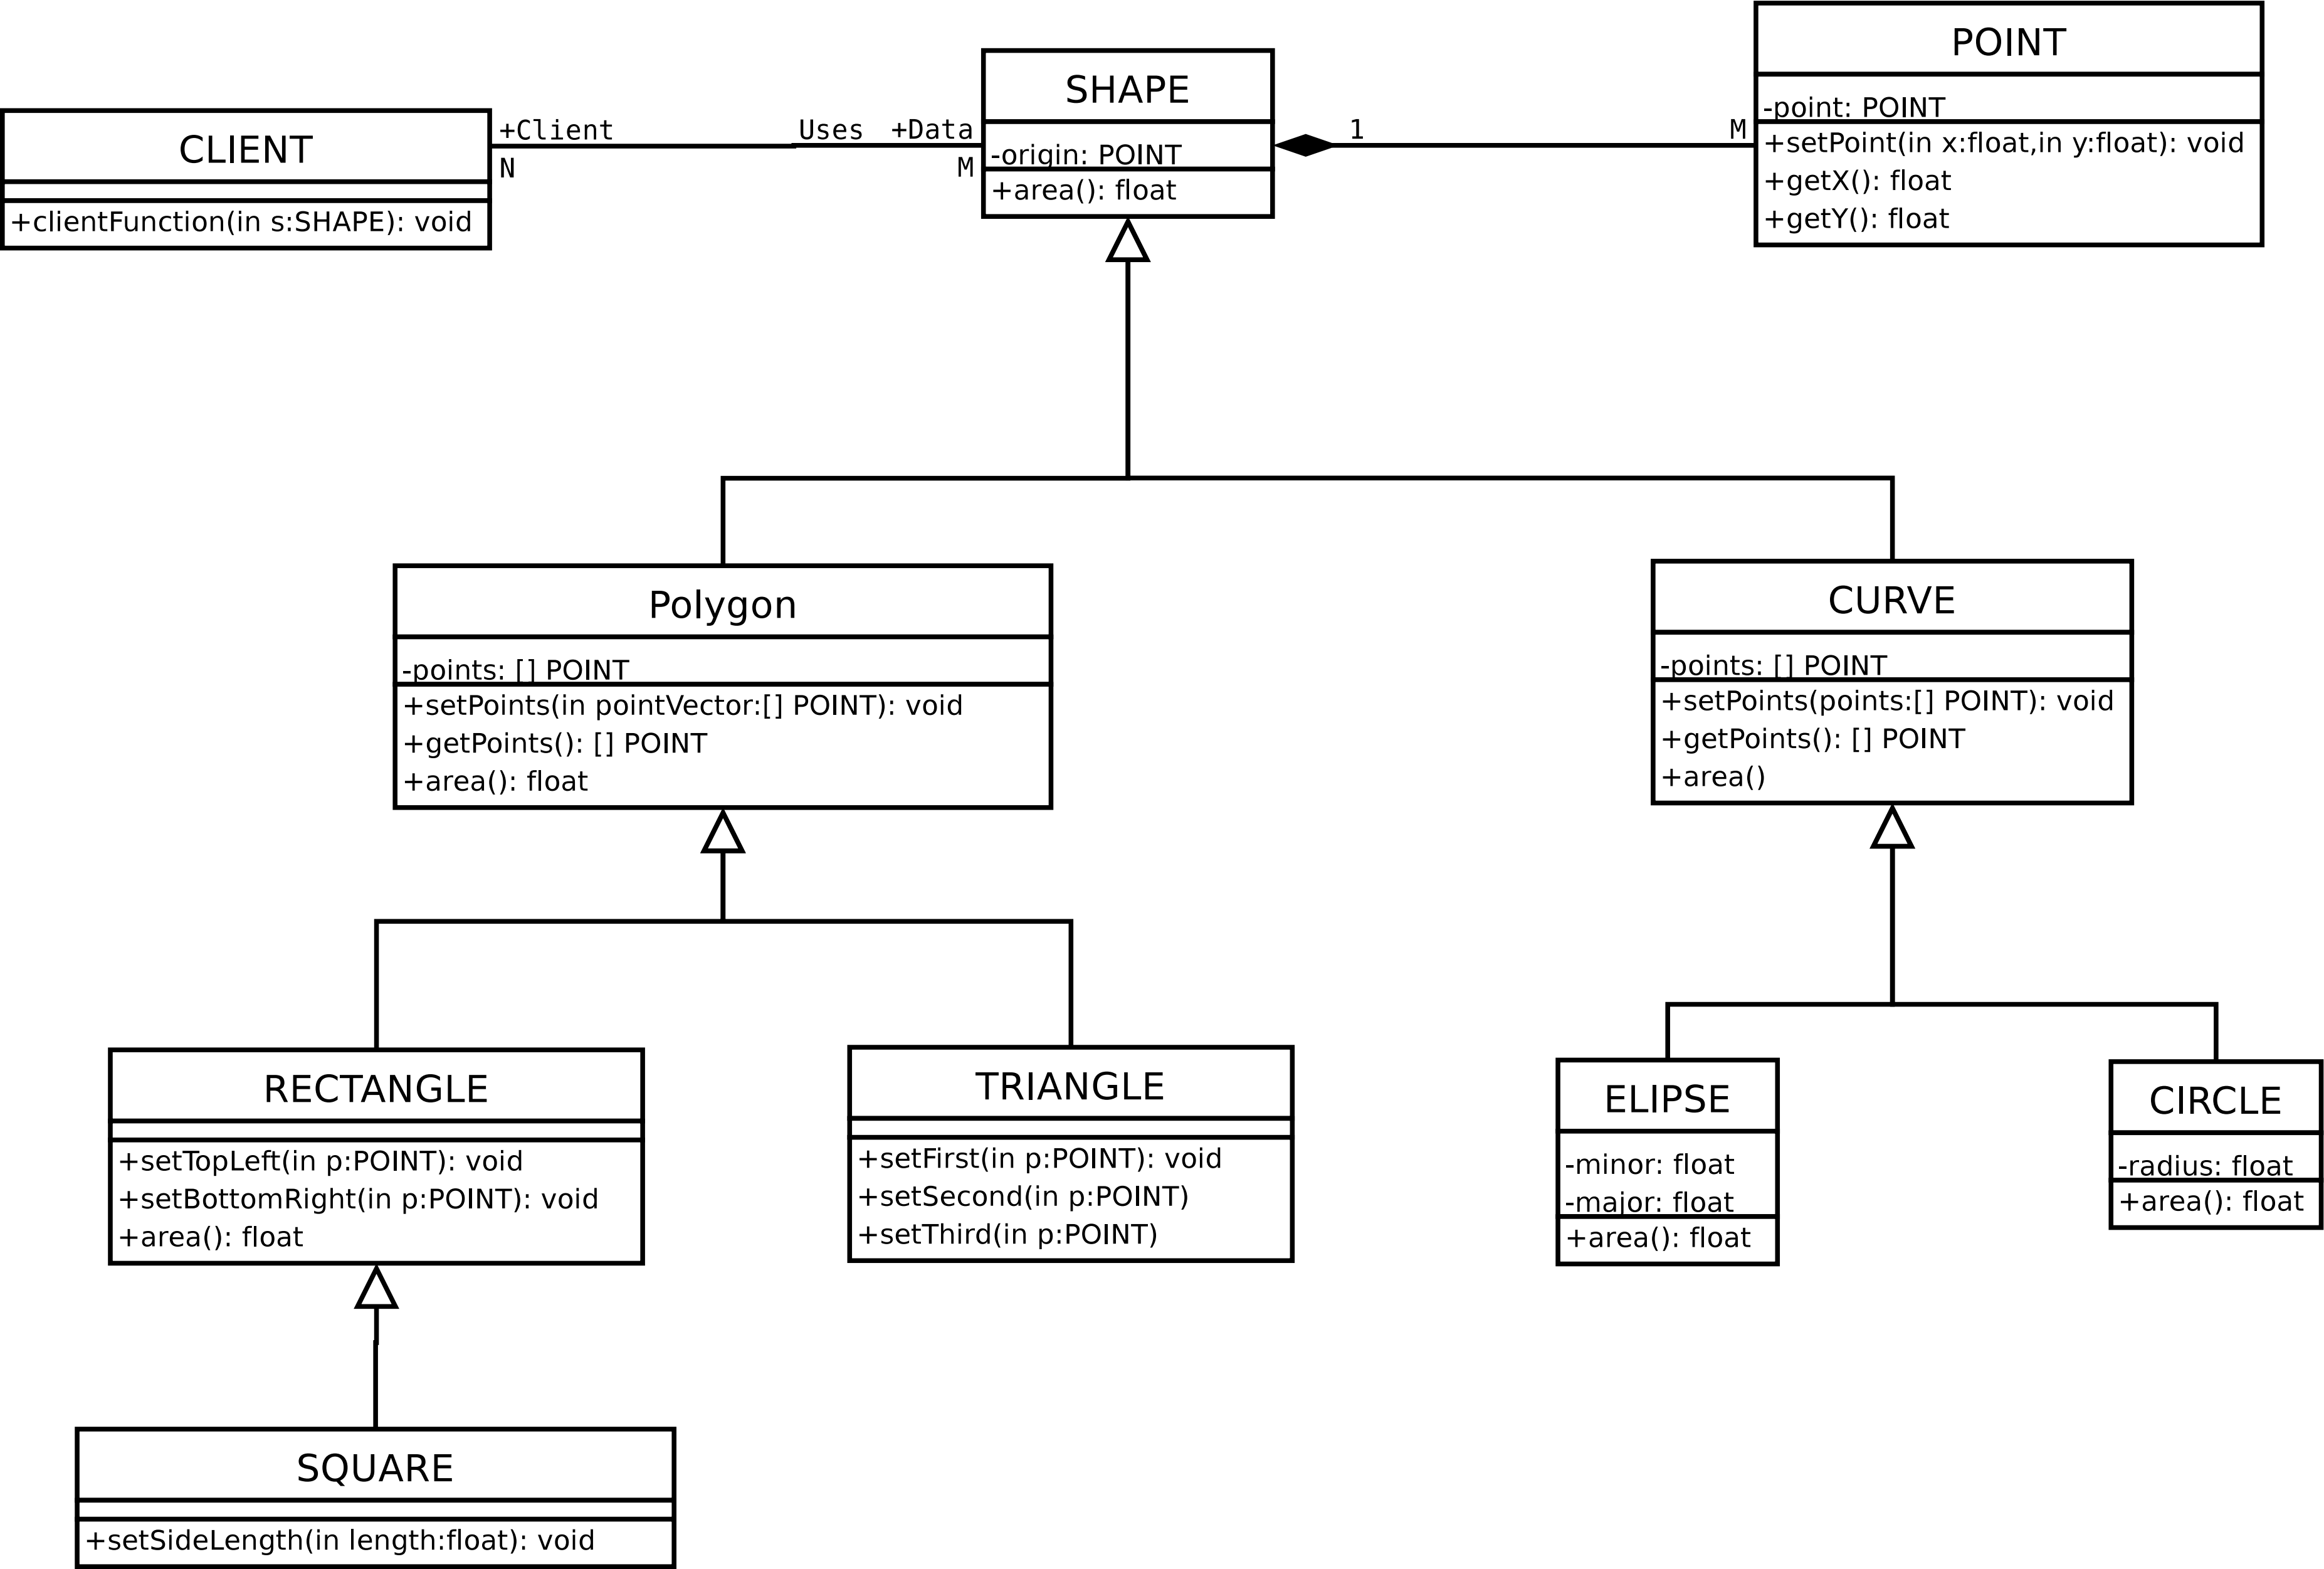 CLIENT
+clientFunction(in s:SHAPE): void
+Client
N
Uses
+Data
M
SHAPE
-origin: POINT
+area(): float
1
M
POINT
-point: POINT
+setPoint(in x:float,in y:float): void
+getX(): float
+getY(): float
Polygon
-points: [] POINT
+setPoints(in pointVector:[] POINT): void
+getPoints(): [] POINT
+area(): float
CURVE
-points: [] POINT
+setPoints(points:[] POINT): void
+getPoints(): [] POINT
+area()
RECTANGLE
+setTopLeft(in p:POINT): void
+setBottomRight(in p:POINT): void
+area(): float
TRIANGLE
+setFirst(in p:POINT): void
+setSecond(in p:POINT)
+setThird(in p:POINT)
ELIPSE
-minor: float
-major: float
+area(): float
CIRCLE
-radius: float
+area(): float
SQUARE
+setSideLength(in length:float): void